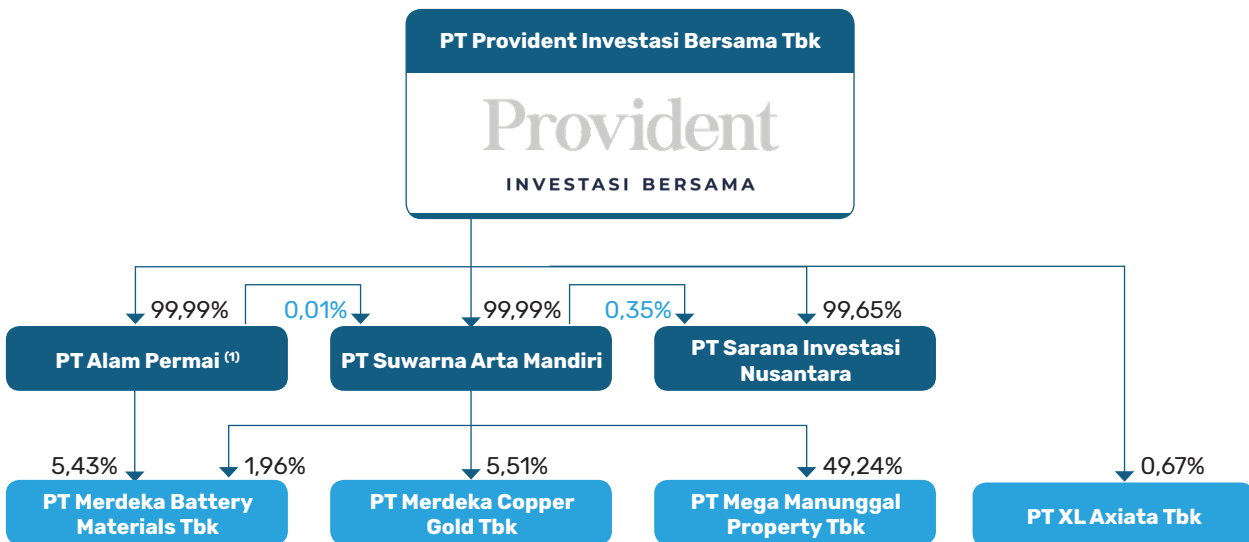 PT Provident Investasi Bersama Tbk
Provident
INVESTASI BERSAMA
99,99%
0,01%
99,99%
0,35%
99,65%
PT Alam Permai (1)
PT Suwarna Arta Mandiri
PT Sarana Investasi
Nusantara
5,43%
1,96%
5,51%
49,24%
0,67%
PT Merdeka Battery
Materials Tbk
PT Merdeka Copper
Gold Tbk
PT Mega Manunggal
Property Tbk
PT XL Axiata Tbk